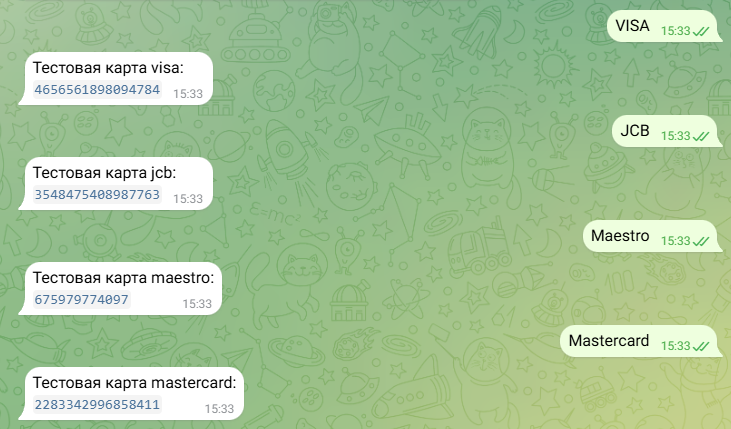 VISA 15:33
Тестовая карта visa:
4656561898094784 15:33
JCB 15:33
Тестовая карта jcb:
3548475408987763 15:33
Maestro 15:33
Тестовая карта maestro:
675979774097 15:33
Mastercard 15:33
Тестовая карта mastercard:
2283342996858411 15:33
E=mc²